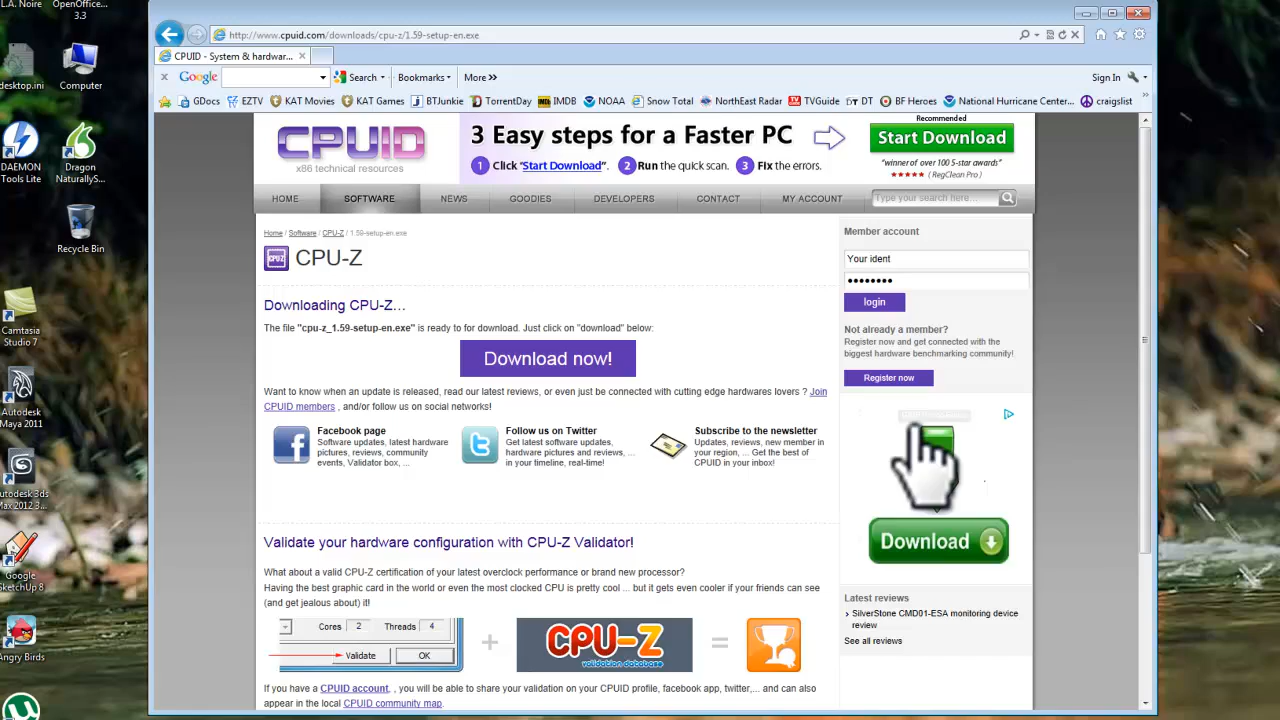 L.A. Noire
OpenOffice...
3.3
desktop.ini
Computer
DAEMON
Tools Lite
Dragon
NaturallyS...
Recycle Bin
Camtasia
Studio 7
Autodesk
Maya 2011
Autodesk 3ds
Max 2012 3...
Google
SketchUp 8
Angry Birds
http://www.cpuid.com/downloads/cpu-z/1.59-setup-en.exe
CPUID - System & hardwar...
Google
Search
Bookmarks
More »
Sign In
GDocs
EZTV
KAT Movies
KAT Games
BTJunkie
TorrentDay
IMDB
NOAA
Snow Total
NorthEast Radar
TVGuide
DT
BF Heroes
National Hurricane Center...
craigslist
CPUID
x86 technical resources
3 Easy steps for a Faster PC
1 Click "Start Download". 2 Run the quick scan. 3 Fix the errors.
Recommended
Start Download
"winner of over 100 5-star awards"
★★★★★ ( RegClean Pro )
HOME
SOFTWARE
NEWS
GOODIES
DEVELOPERS
CONTACT
MY ACCOUNT
Type your search here...
Home / Software / CPU-Z / 1.59-setup-en.exe
CPU-Z
Downloading CPU-Z...
The file "cpu-z_1.59-setup-en.exe" is ready to for download. Just click on "download" below:
Download now!
Want to know when an update is released, read our latest reviews, or even just be connected with cutting edge hardwares lovers ? Join
CPUID members , and/or follow us on social networks!
Facebook page
Software updates, latest hardware
pictures, reviews, community
events, Validator box, ...
Follow us on Twitter
Get latest software updates,
hardware pictures and reviews, ...
in your timeline, real-time!
Subscribe to the newsletter
Updates, reviews, new member in
your region, ... Get the best of
CPUID in your inbox!
Validate your hardware configuration with CPU-Z Validator!
What about a valid CPU-Z certification of your latest overclock performance or brand new processor?
Having the best graphic card in the world or even the most clocked CPU is pretty cool ... but it gets even cooler if your friends can see
(and get jealous about) it!
Cores 2 Threads 4
Validate
OK
+
CPU-Z
validation database
=
If you have a CPUID account, , you will be able to share your validation on your CPUID profile, facebook app, twitter,... and can also
appear in the local CPUID community map.
Member account
Your ident
••••••••
login
Not already a member?
Register now and get connected with the
biggest hardware benchmarking community!
Register now
Download
Latest reviews
› SilverStone CMD01-ESA monitoring device
review
See all reviews